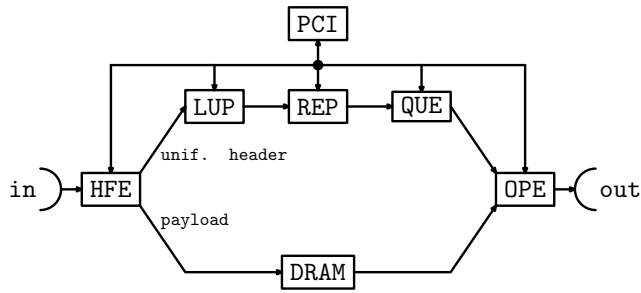 PCI
LUP
REP
QUE
unif. header
in
HFE
OPE
out
payload
DRAM